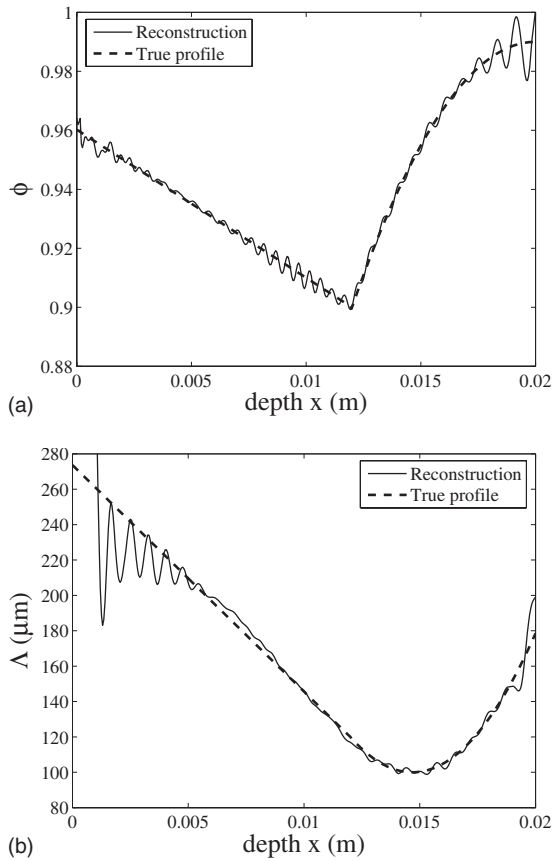 1
0.98
0.96
0.94
0.92
0.9
0.88
ϕ
Reconstruction
True profile
0
0.005
0.01
0.015
0.02
depth x (m)
(a)
280
260
240
220
200
180
160
140
120
100
80
Λ (μm)
Reconstruction
True profile
0
0.005
0.01
0.015
0.02
depth x (m)
(b)